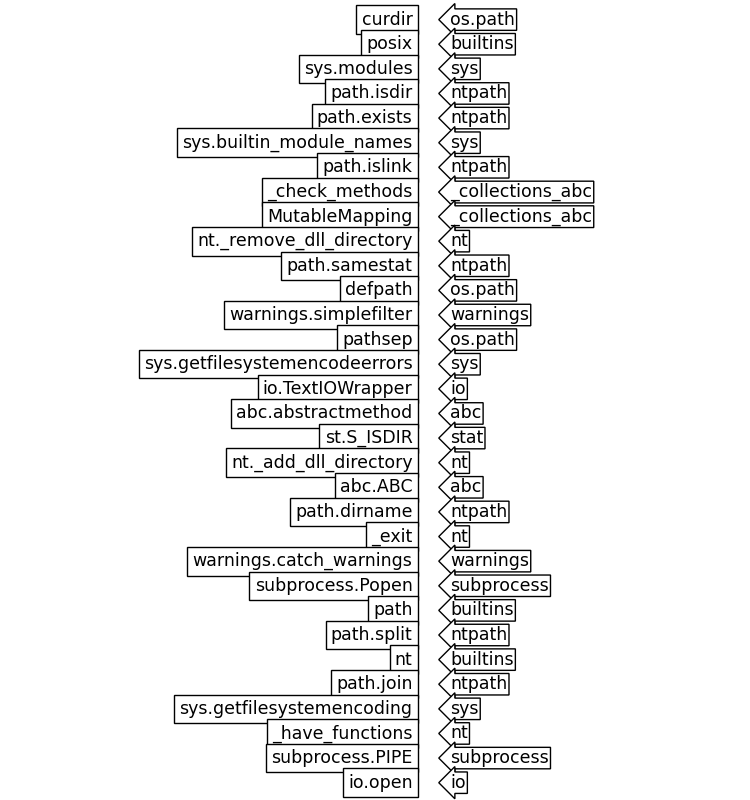 curdir os.path
posix builtins
sys.modules sys
path.isdir ntpath
path.exists ntpath
sys.builtin_module_names sys
path.islink ntpath
_check_methods _collections_abc
MutableMapping _collections_abc
nt._remove_dll_directory nt
path.samestat ntpath
defpath os.path
warnings.simplefilter warnings
pathsep os.path
sys.getfilesystemencodeerrors sys
io.TextIOWrapper io
abc.abstractmethod abc
st.S_ISDIR stat
nt._add_dll_directory nt
abc.ABC abc
path.dirname ntpath
_exit nt
warnings.catch_warnings warnings
subprocess.Popen subprocess
path builtins
path.split ntpath
nt builtins
path.join ntpath
sys.getfilesystemencoding sys
_have_functions nt
subprocess.PIPE subprocess
io.open io